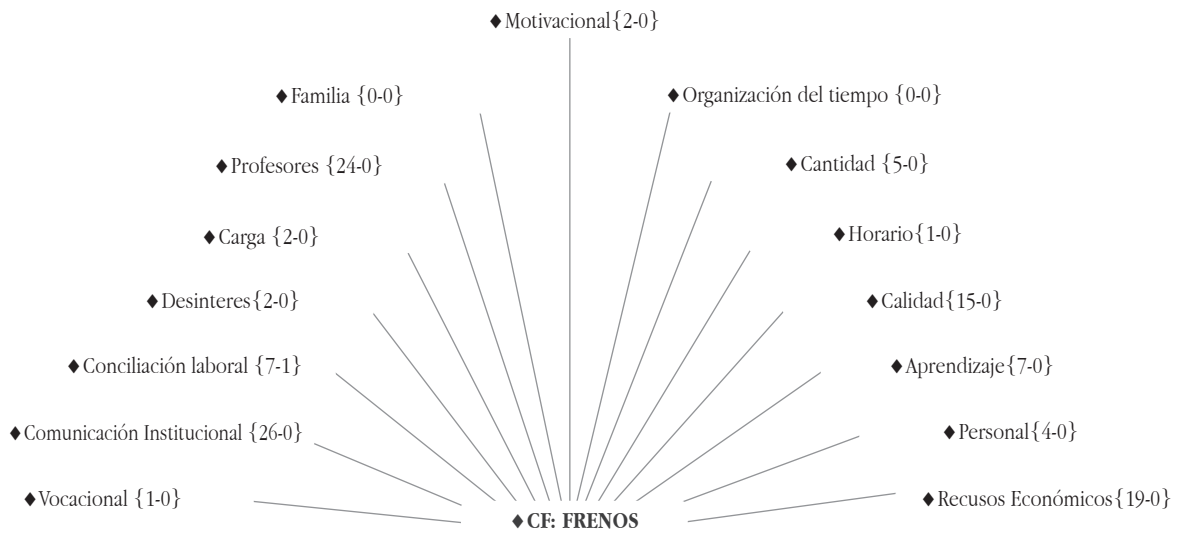 ♦Motivacional{2-0}
♦Familia {0-0}
♦Organización del tiempo {0-0}
♦Profesores {24-0}
♦Cantidad {5-0}
♦Carga {2-0}
♦Horario{1-0}
♦Desinteres{2-0}
♦Calidad{15-0}
♦Conciliación laboral {7-1}
♦Aprendizaje{7-0}
♦Comunicación Institucional {26-0}
♦Personal{4-0}
♦Vocacional {1-0}
♦Recusos Económicos{19-0}
♦CF: FRENOS